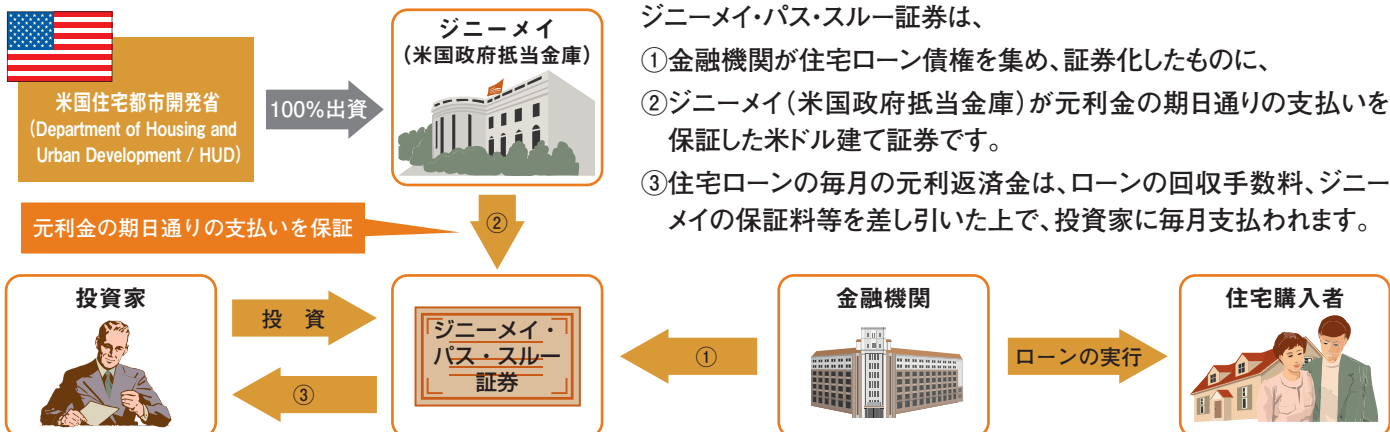 米国住宅都市開発省
(Department of Housing and
Urban Development / HUD)
100%出資
ジニーメイ
(米国政府抵当金庫)
ジニーメイ・パス・スルー証券は、
①金融機関が住宅ローン債権を集め、証券化したものに、
②ジニーメイ(米国政府抵当金庫)が元利金の期日通りの支払いを
保証した米ドル建て証券です。
③住宅ローンの毎月の元利返済金は、ローンの回収手数料、ジニー
メイの保証料等を差し引いた上で、投資家に毎月支払われます。
元利金の期日通りの支払いを保証
②
投資家
投 資
③
ジニーメイ・
パス・スルー
証券
①
金融機関
ローンの実行
住宅購入者